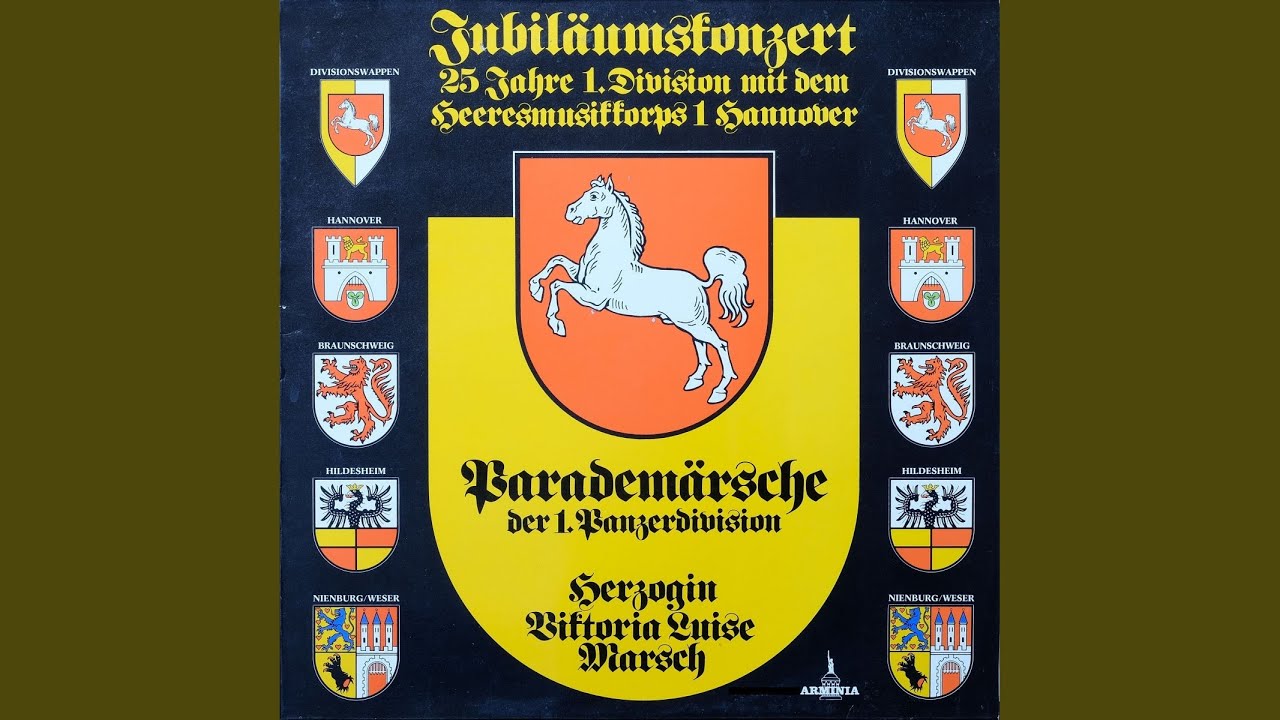 Jubiläumskonzert
25 Jahre 1. Division mit dem
Heeresmusikkorps 1 Hannover
DIVISIONSWAPPEN
HANNOVER
BRAUNSCHWEIG
HILDESHEIM
NIENBURG/WESER
DIVISIONSWAPPEN
HANNOVER
BRAUNSCHWEIG
HILDESHEIM
NIENBURG/WESER
Parademärsche
der 1. Panzerdivision
Herzogin
Viktoria Luise
Marsch
ARMINIA